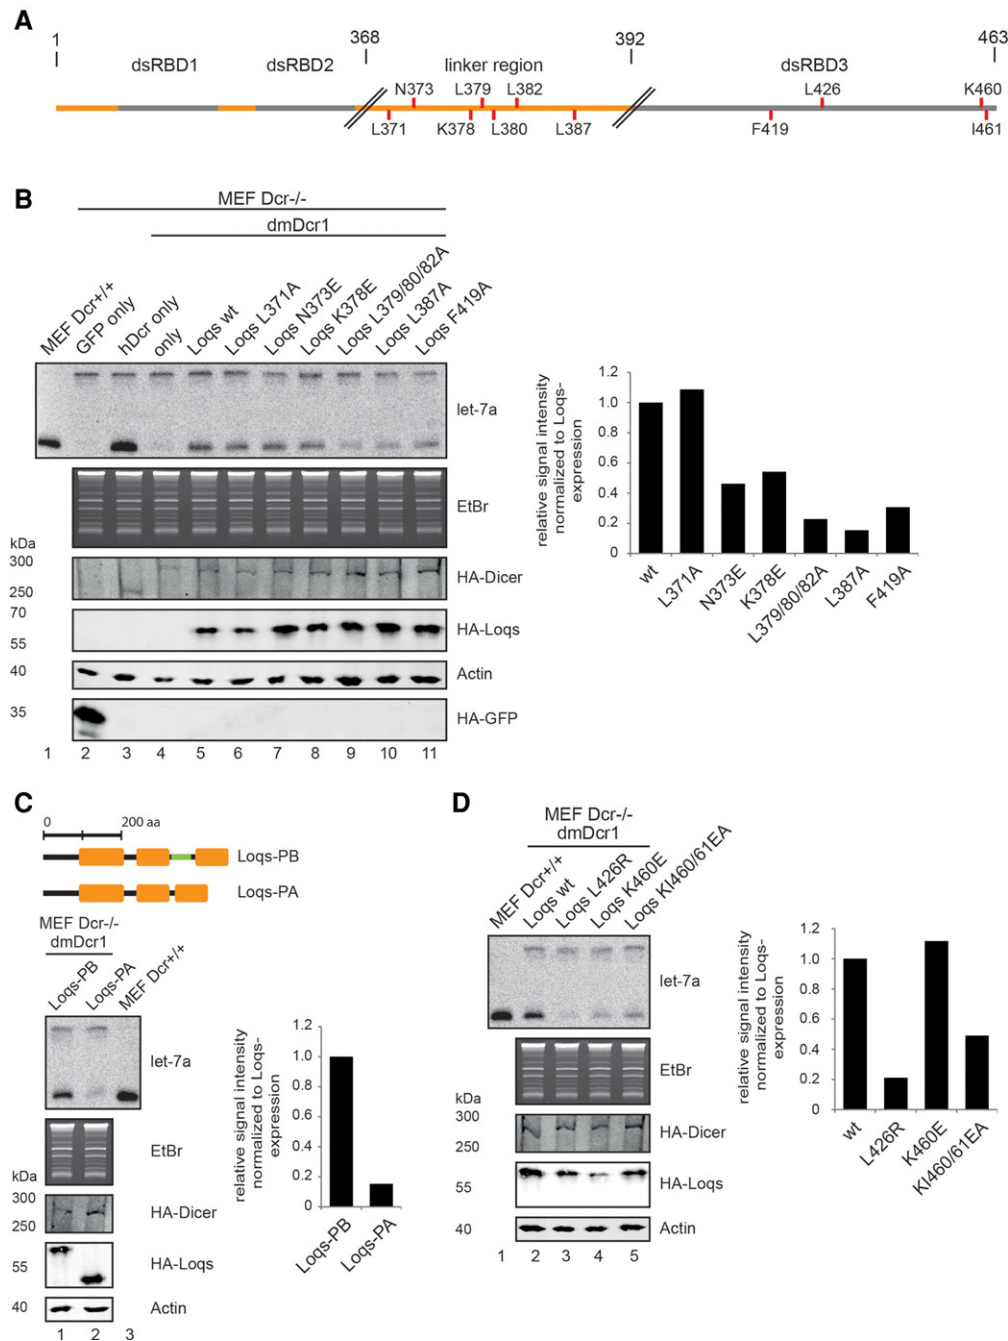 A
1 368 392 463
dsRBD1 dsRBD2 linker region dsRBD3
N373 L379 L382 L426 K460
L371 K378 L380 L387 F419 I461
B
MEF Dcr-/-
dmDcr1
MEF Dcr+/+
GFP only
hDcr only
only
Loqs wt
Loqs L371A
Loqs N373E
Loqs K378E
Loqs L379/80/82A
Loqs L387A
Loqs F419A
let-7a
EtBr
kDa
300
250
HA-Dicer
70
55
HA-Loqs
40
Actin
35
HA-GFP
1 2 3 4 5 6 7 8 9 10 11
relative signal intensity
normalized to Loqs-
expression
1.2
1.0
0.8
0.6
0.4
0.2
0
wt
L371A
N373E
K378E
L379/80/82A
L387A
F419A
C
0 200 aa
Loqs-PB
Loqs-PA
MEF Dcr-/-
dmDcr1
Loqs-PB
Loqs-PA
MEF Dcr+/+
let-7a
EtBr
kDa
300
250
HA-Dicer
55
HA-Loqs
40
Actin
1 2 3
relative signal intensity
normalized to Loqs-
expression
1.2
1.0
0.8
0.6
0.4
0.2
0
Loqs-PB
Loqs-PA
D
MEF Dcr-/-
dmDcr1
MEF Dcr+/+
Loqs wt
Loqs L426R
Loqs K460E
Loqs KI460/61EA
let-7a
EtBr
kDa
300
250
HA-Dicer
55
HA-Loqs
40
Actin
1 2 3 4 5
relative signal intensity
normalized to Loqs-
expression
1.2
1.0
0.8
0.6
0.4
0.2
0
wt
L426R
K460E
KI460/61EA